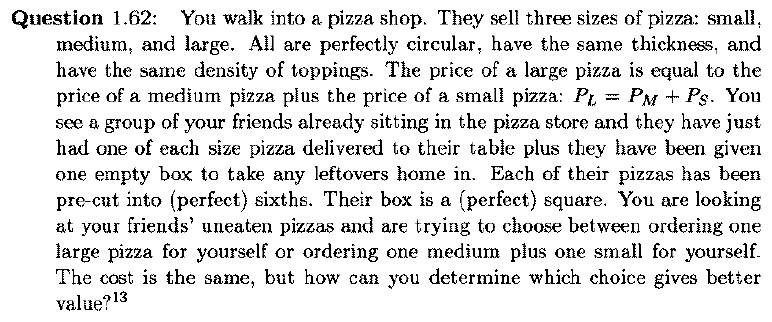 Question 1.62: You walk into a pizza shop. They sell three sizes of pizza: small,
medium, and large. All are perfectly circular, have the same thickness, and
have the same density of toppings. The price of a large pizza is equal to the
price of a medium pizza plus the price of a small pizza: P_L = P_M + P_S. You
see a group of your friends already sitting in the pizza store and they have just
had one of each size pizza delivered to their table plus they have been given
one empty box to take any leftovers home in. Each of their pizzas has been
pre-cut into (perfect) sixths. Their box is a (perfect) square. You are looking
at your friends' uneaten pizzas and are trying to choose between ordering one
large pizza for yourself or ordering one medium plus one small for yourself.
The cost is the same, but how can you determine which choice gives better
value?¹³